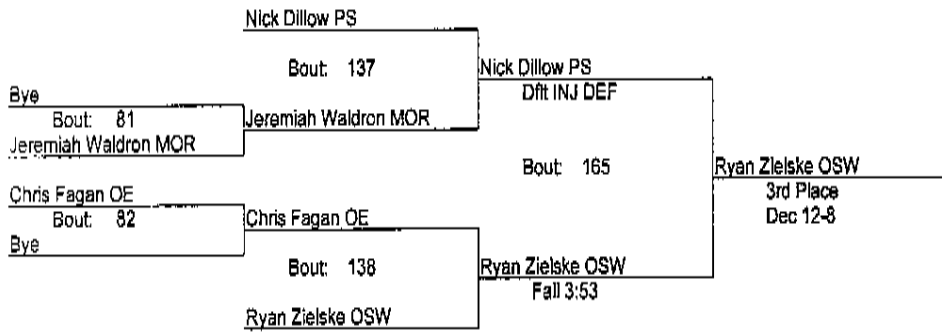 Nick Dillow PS
Bout: 137
Nick Dillow PS
Dflt INJ DEF
Bye
Bout: 81
Jeremiah Waldron MOR
Jeremiah Waldron MOR
Bout: 165
Ryan Zielske OSW
3rd Place
Dec 12-8
Chris Fagan OE
Bout: 82
Chris Fagan OE
Bye
Bout: 138
Ryan Zielske OSW
Fall 3:53
Ryan Zielske OSW